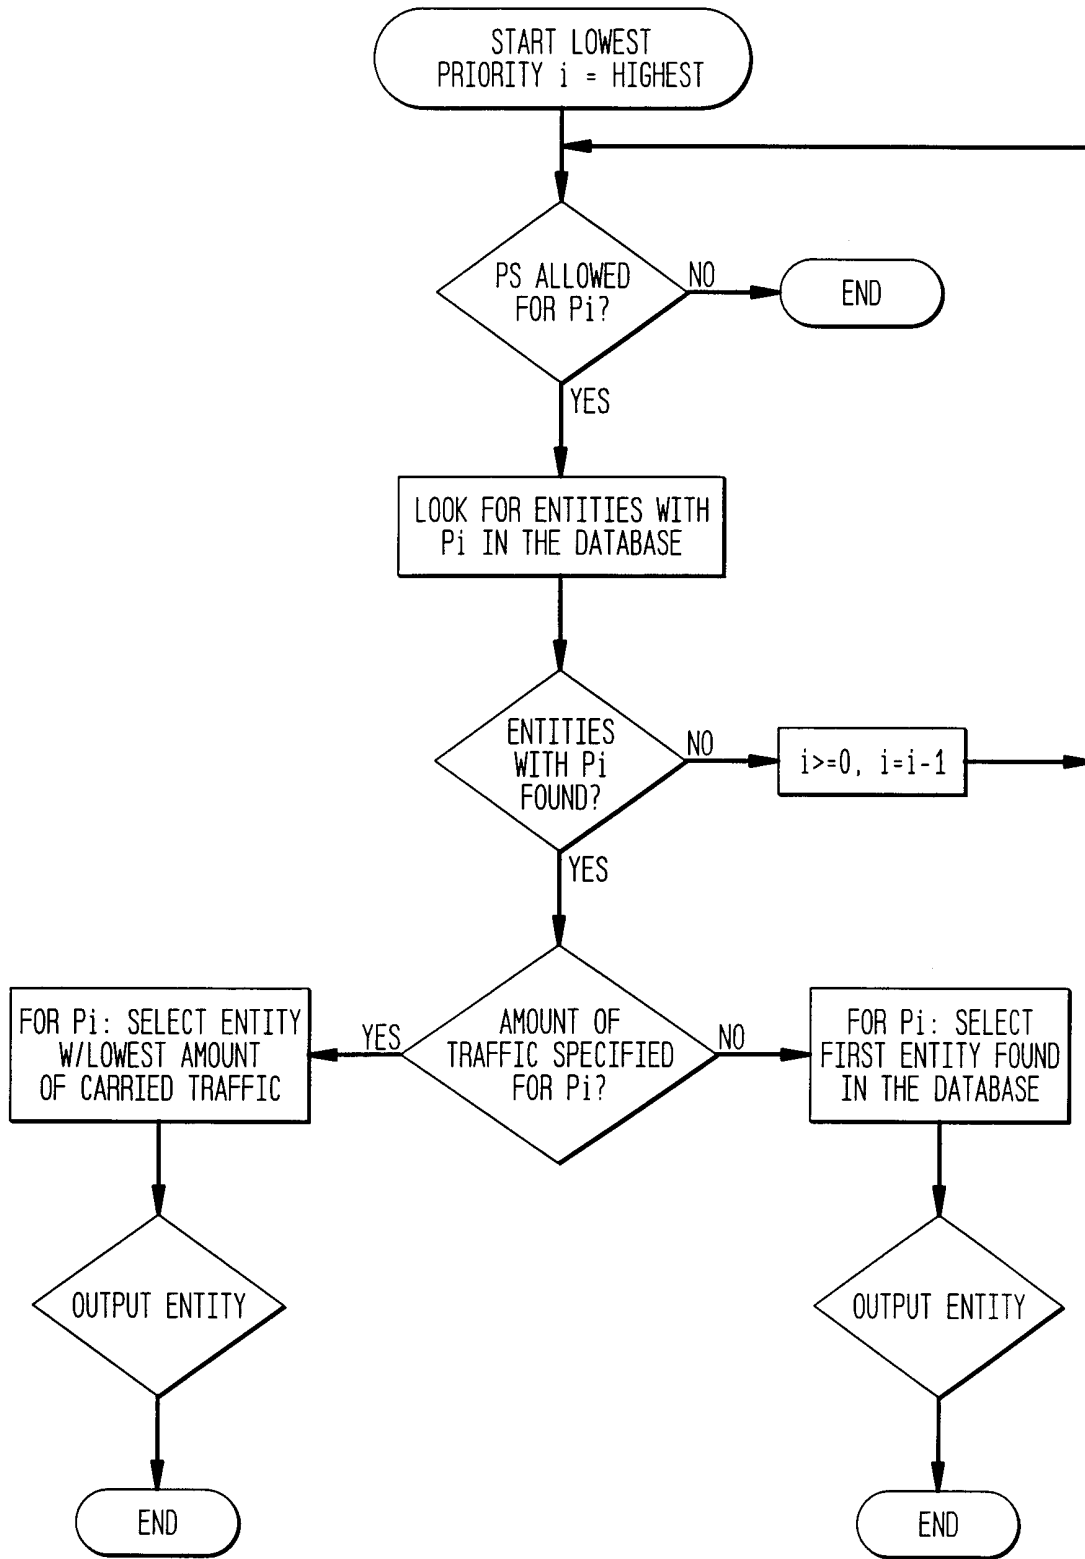 START LOWEST
PRIORITY i = HIGHEST
PS ALLOWED
FOR Pi?
NO
END
YES
LOOK FOR ENTITIES WITH
Pi IN THE DATABASE
ENTITIES
WITH Pi
FOUND?
NO
i>=0, i=i-1
YES
FOR Pi: SELECT ENTITY
W/LOWEST AMOUNT
OF CARRIED TRAFFIC
YES
AMOUNT OF
TRAFFIC SPECIFIED
FOR Pi?
NO
FOR Pi: SELECT
FIRST ENTITY FOUND
IN THE DATABASE
OUTPUT ENTITY
OUTPUT ENTITY
END
END